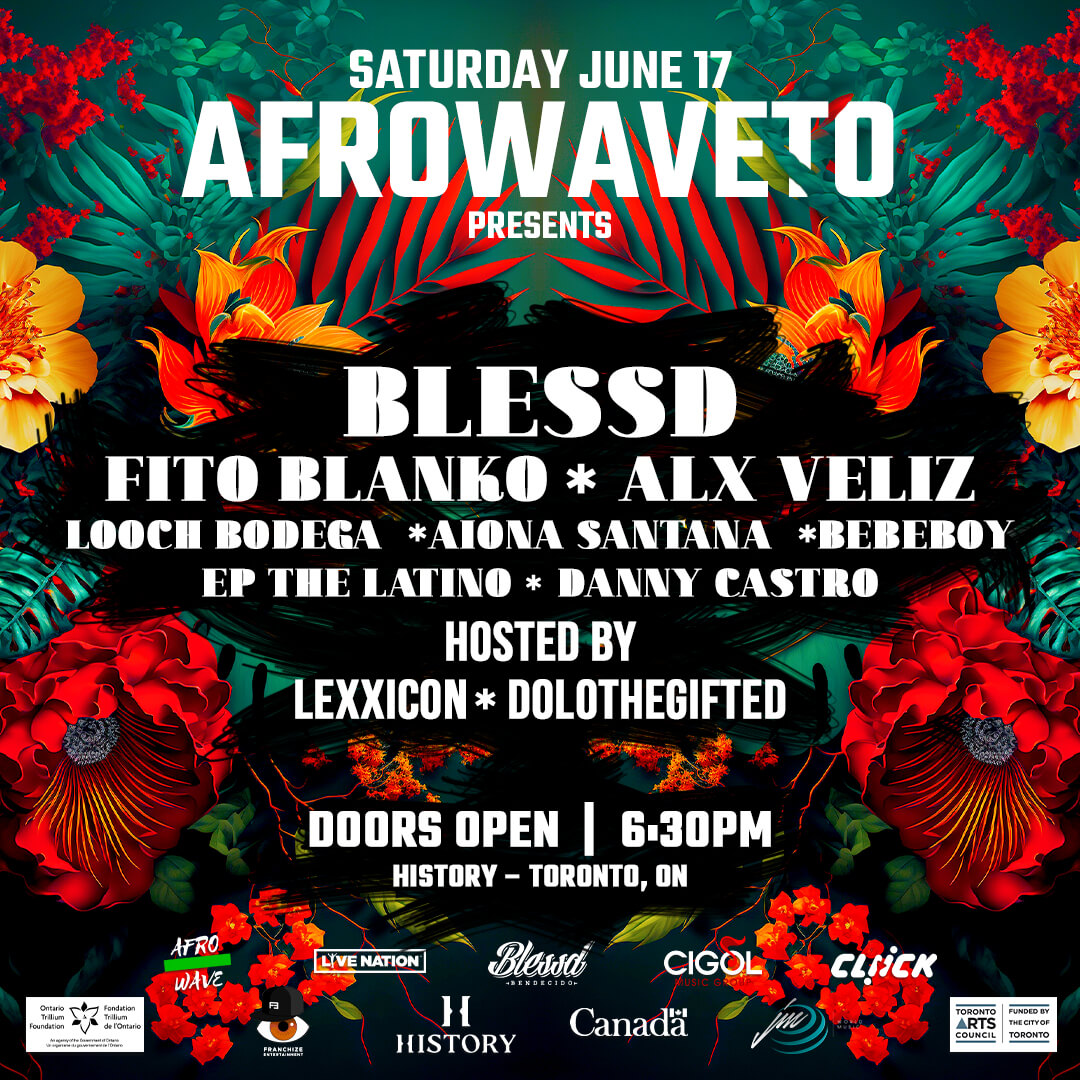 SATURDAY JUNE 17
AFROWAVETO
PRESENTS
BLESSD
FITO BLANKO * ALX VELIZ
LOOCH BODEGA *AIONA SANTANA *BEBEBOY
EP THE LATINO * DANNY CASTRO
HOSTED BY
LEXXICON * DOLOTHEGIFTED
DOORS OPEN | 6:30PM
HISTORY – TORONTO, ON
AFRO
WAVE
LIVE NATION
Blessd
BENDECIDO
CIGOL
MUSIC GROUP
CLIICK
Ontario Trillium Foundation
Fondation Trillium de l'Ontario
An agency of the Government of Ontario
Un organisme du gouvernement de l'Ontario
FRANCHIZE
ENTERTAINMENT
H
HISTORY
Canada
jm
WORLD
MUSIC
TORONTO ARTS COUNCIL
FUNDED BY THE CITY OF TORONTO